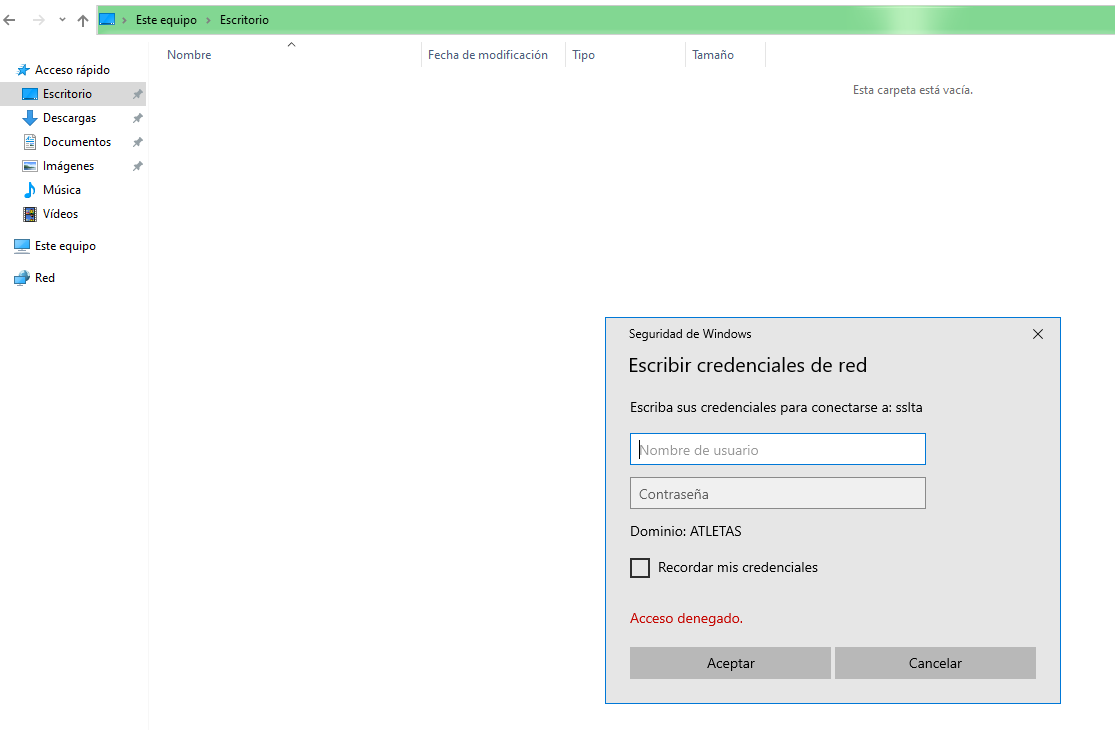 Este equipo > Escritorio
Nombre Fecha de modificación Tipo Tamaño
Acceso rápido
Esta carpeta está vacía.
Escritorio
Descargas
Documentos
Imágenes
Música
Vídeos
Este equipo
Red
Seguridad de Windows
Escribir credenciales de red
Escriba sus credenciales para conectarse a: sslta
Nombre de usuario
Contraseña
Dominio: ATLETAS
Recordar mis credenciales
Acceso denegado.
Aceptar Cancelar